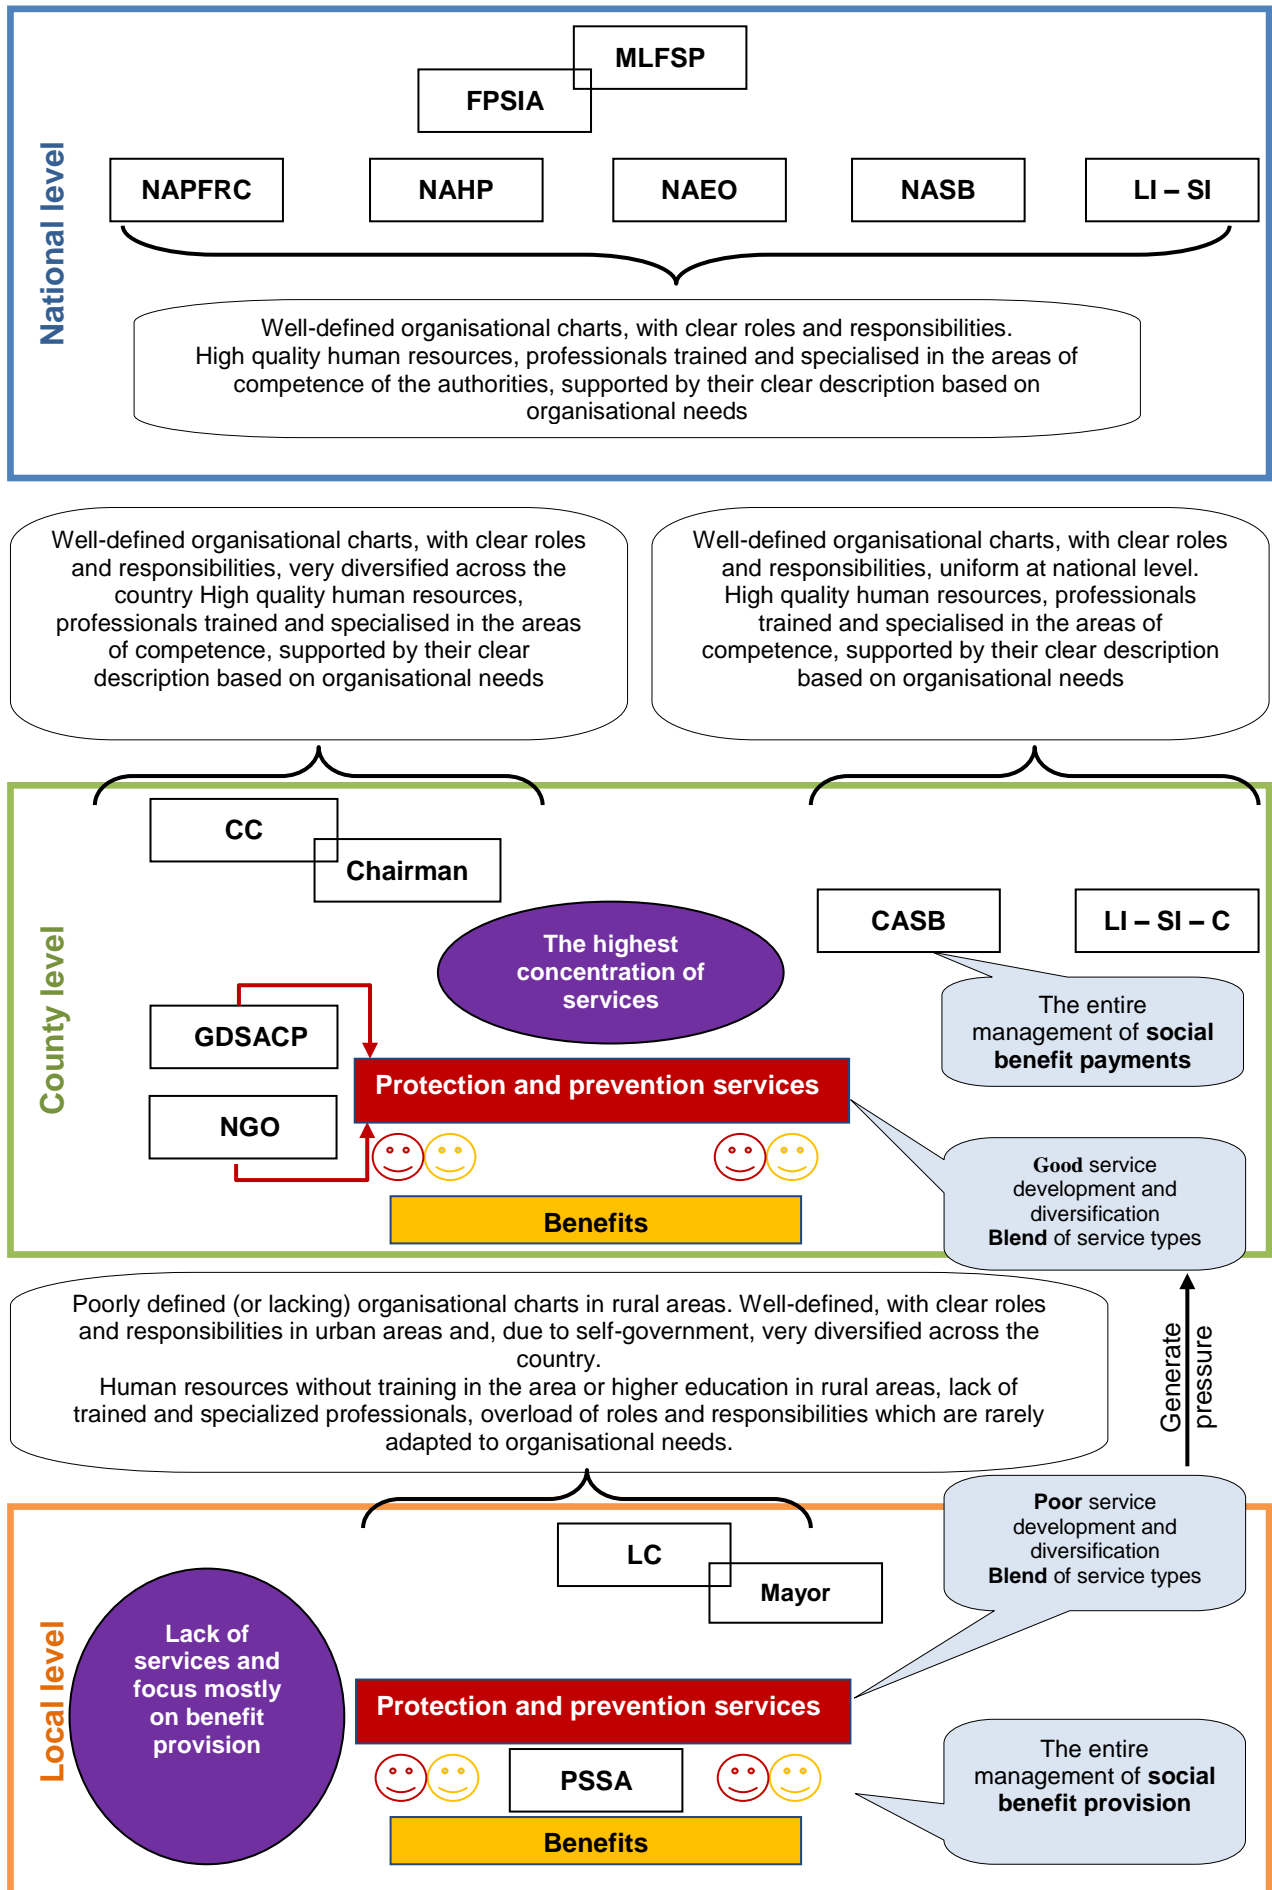 MLFSP
FPSIA
National level
NAPFRC
NAHP
NAEO
NASB
LI – SI
Well-defined organisational charts, with clear roles and responsibilities.
High quality human resources, professionals trained and specialised in the areas of
competence of the authorities, supported by their clear description based on
organisational needs
Well-defined organisational charts, with clear roles
and responsibilities, very diversified across the
country High quality human resources,
professionals trained and specialised in the areas
of competence, supported by their clear
description based on organisational needs
Well-defined organisational charts, with clear roles
and responsibilities, uniform at national level.
High quality human resources, professionals
trained and specialised in the areas of
competence, supported by their clear description
based on organisational needs
County level
CC
Chairman
The highest
concentration of
services
CASB
LI – SI – C
The entire
management of social
benefit payments
GDSACP
NGO
Protection and prevention services
Benefits
Good service
development and
diversification
Blend of service types
Poorly defined (or lacking) organisational charts in rural areas. Well-defined, with clear roles
and responsibilities in urban areas and, due to self-government, very diversified across the
country.
Human resources without training in the area or higher education in rural areas, lack of
trained and specialized professionals, overload of roles and responsibilities which are rarely
adapted to organisational needs.
Generate
pressure
Local level
LC
Mayor
Poor service
development and
diversification
Blend of service types
Lack of
services and
focus mostly
on benefit
provision
Protection and prevention services
PSSA
Benefits
The entire
management of social
benefit provision